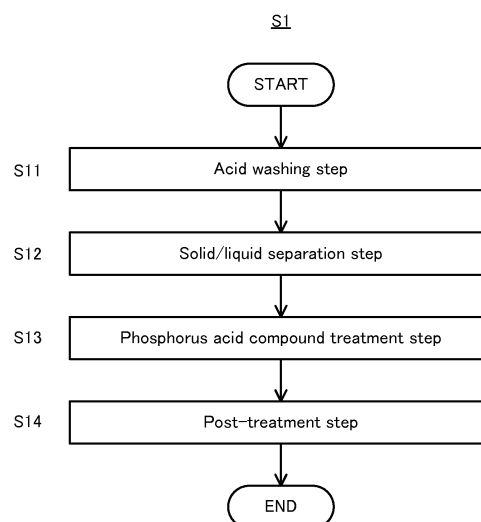 S1
START
S11 Acid washing step
S12 Solid/liquid separation step
S13 Phosphorus acid compound treatment step
S14 Post-treatment step
END